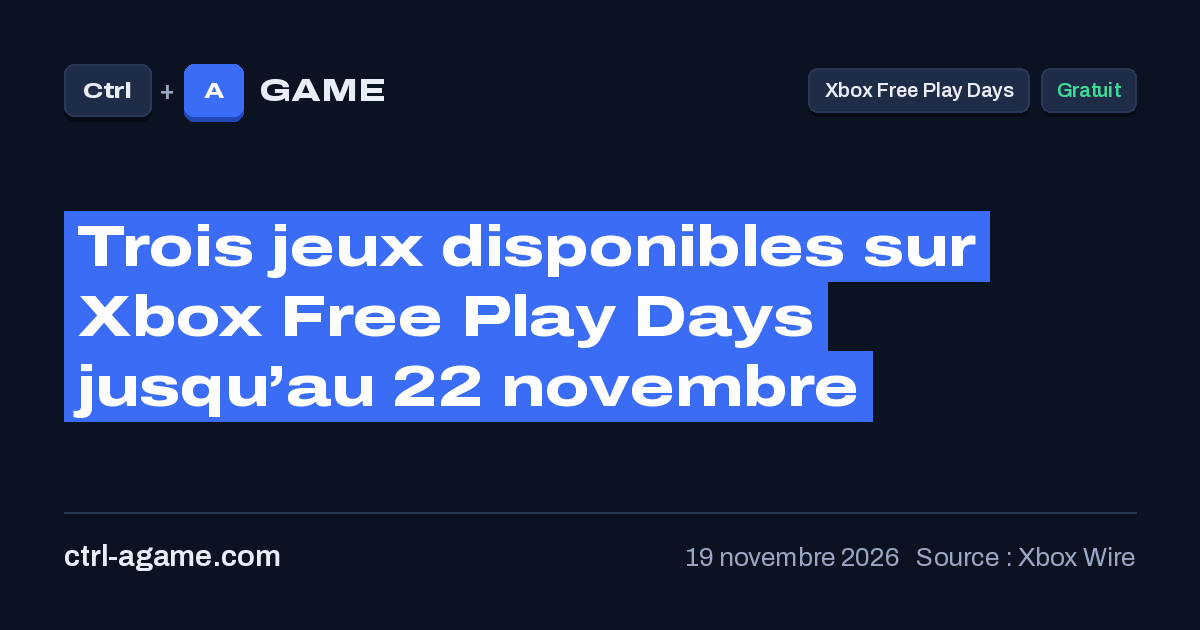 Ctrl + A GAME
Xbox Free Play Days
Gratuit
Trois jeux disponibles sur
Xbox Free Play Days
jusqu’au 22 novembre
ctrl-agame.com
19 novembre 2026 Source : Xbox Wire